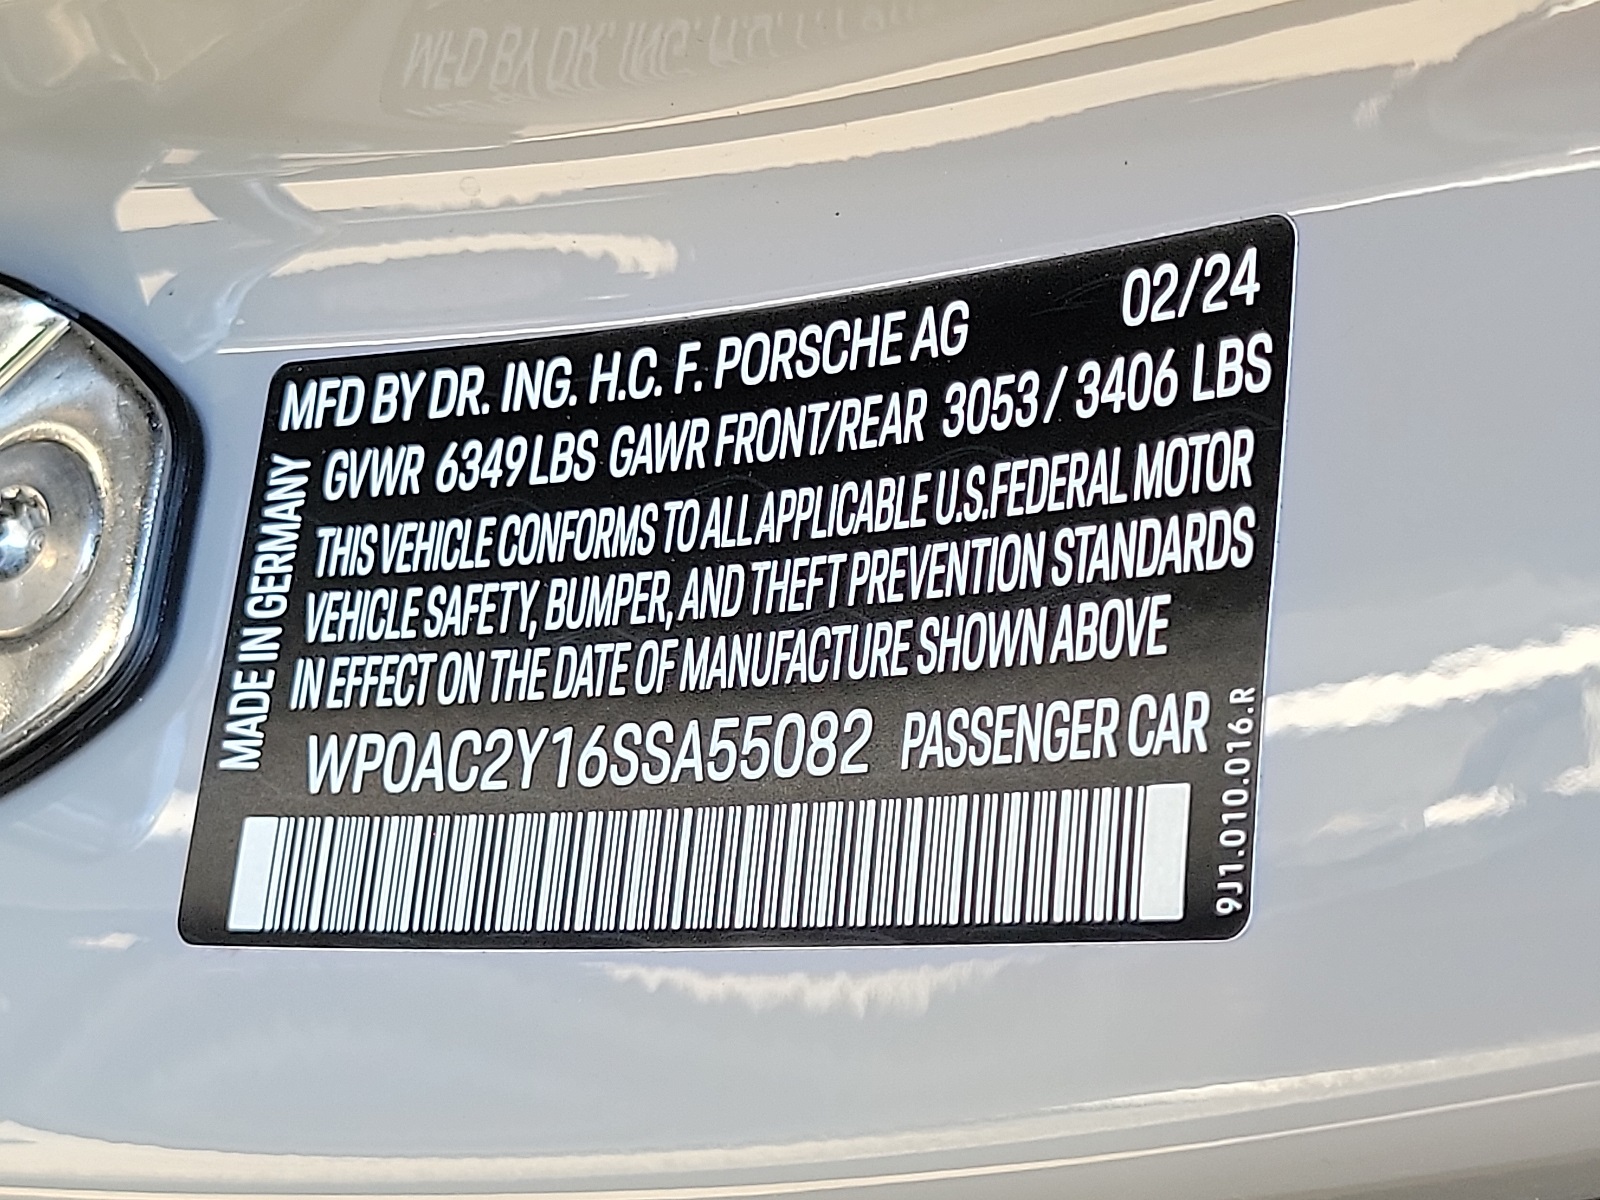 MFD BY DR. ING. H.C. F. PORSCHE AG 02/24
GVWR 6349LBS GAWR FRONT/REAR 3053 / 3406 LBS
THIS VEHICLE CONFORMS TO ALL APPLICABLE U.S.FEDERAL MOTOR
VEHICLE SAFETY, BUMPER, AND THEFT PREVENTION STANDARDS
IN EFFECT ON THE DATE OF MANUFACTURE SHOWN ABOVE
WP0AC2Y16SSA55082 PASSENGER CAR
MADE IN GERMANY
9J1.010.016.R